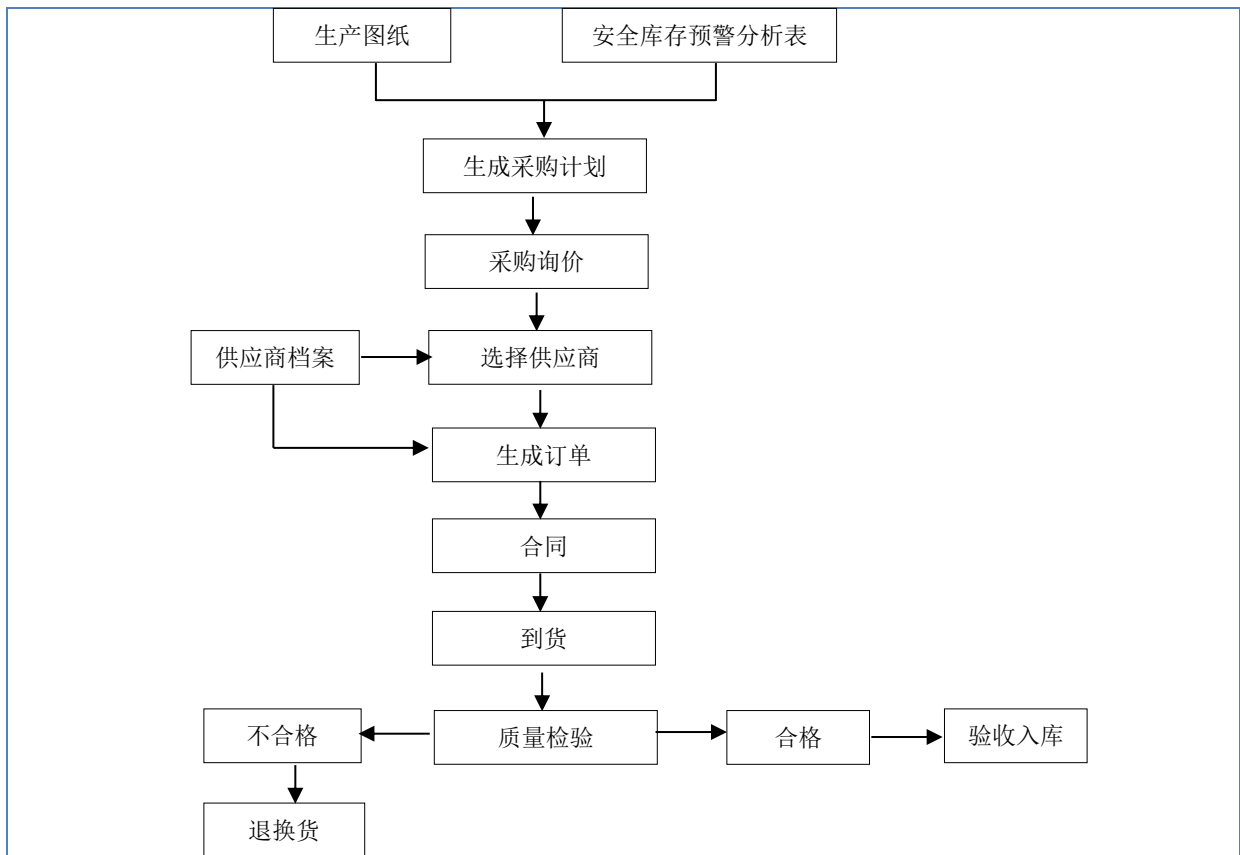 生产图纸
安全库存预警分析表
生成采购计划
采购询价
供应商档案
选择供应商
生成订单
合同
到货
不合格
质量检验
合格
验收入库
退换货